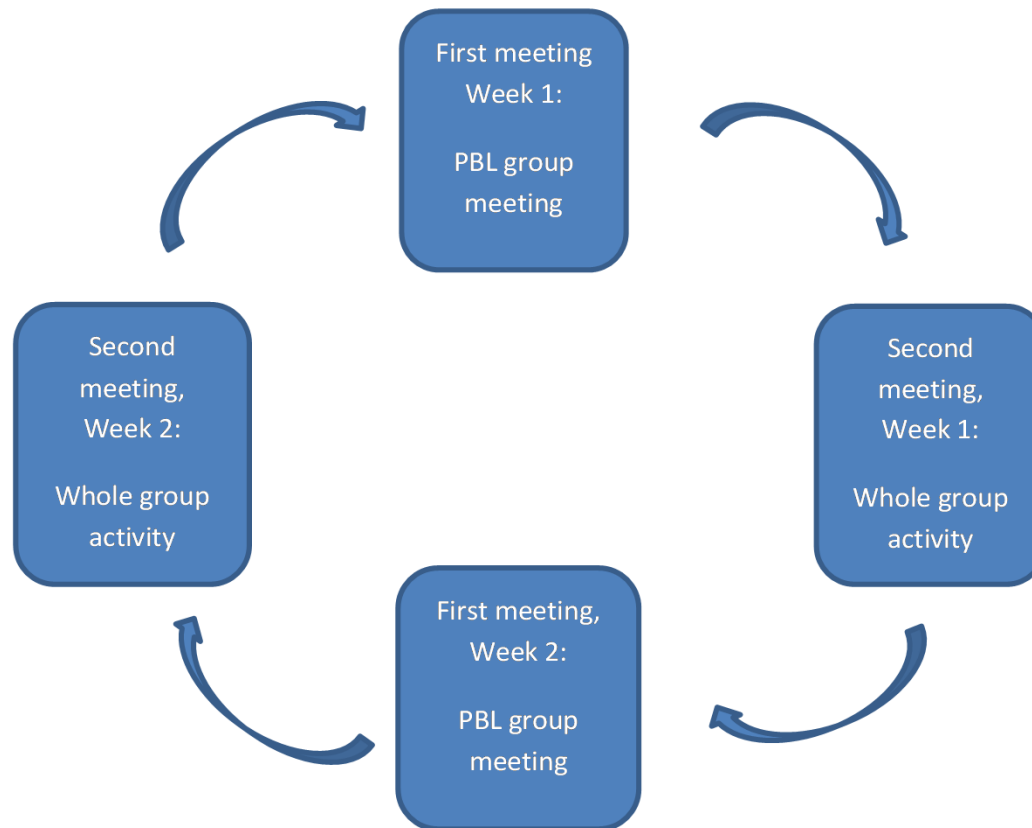 First meeting
Week 1:
PBL group
meeting
Second
meeting,
Week 1:
Whole group
activity
First meeting,
Week 2:
PBL group
meeting
Second
meeting,
Week 2:
Whole group
activity